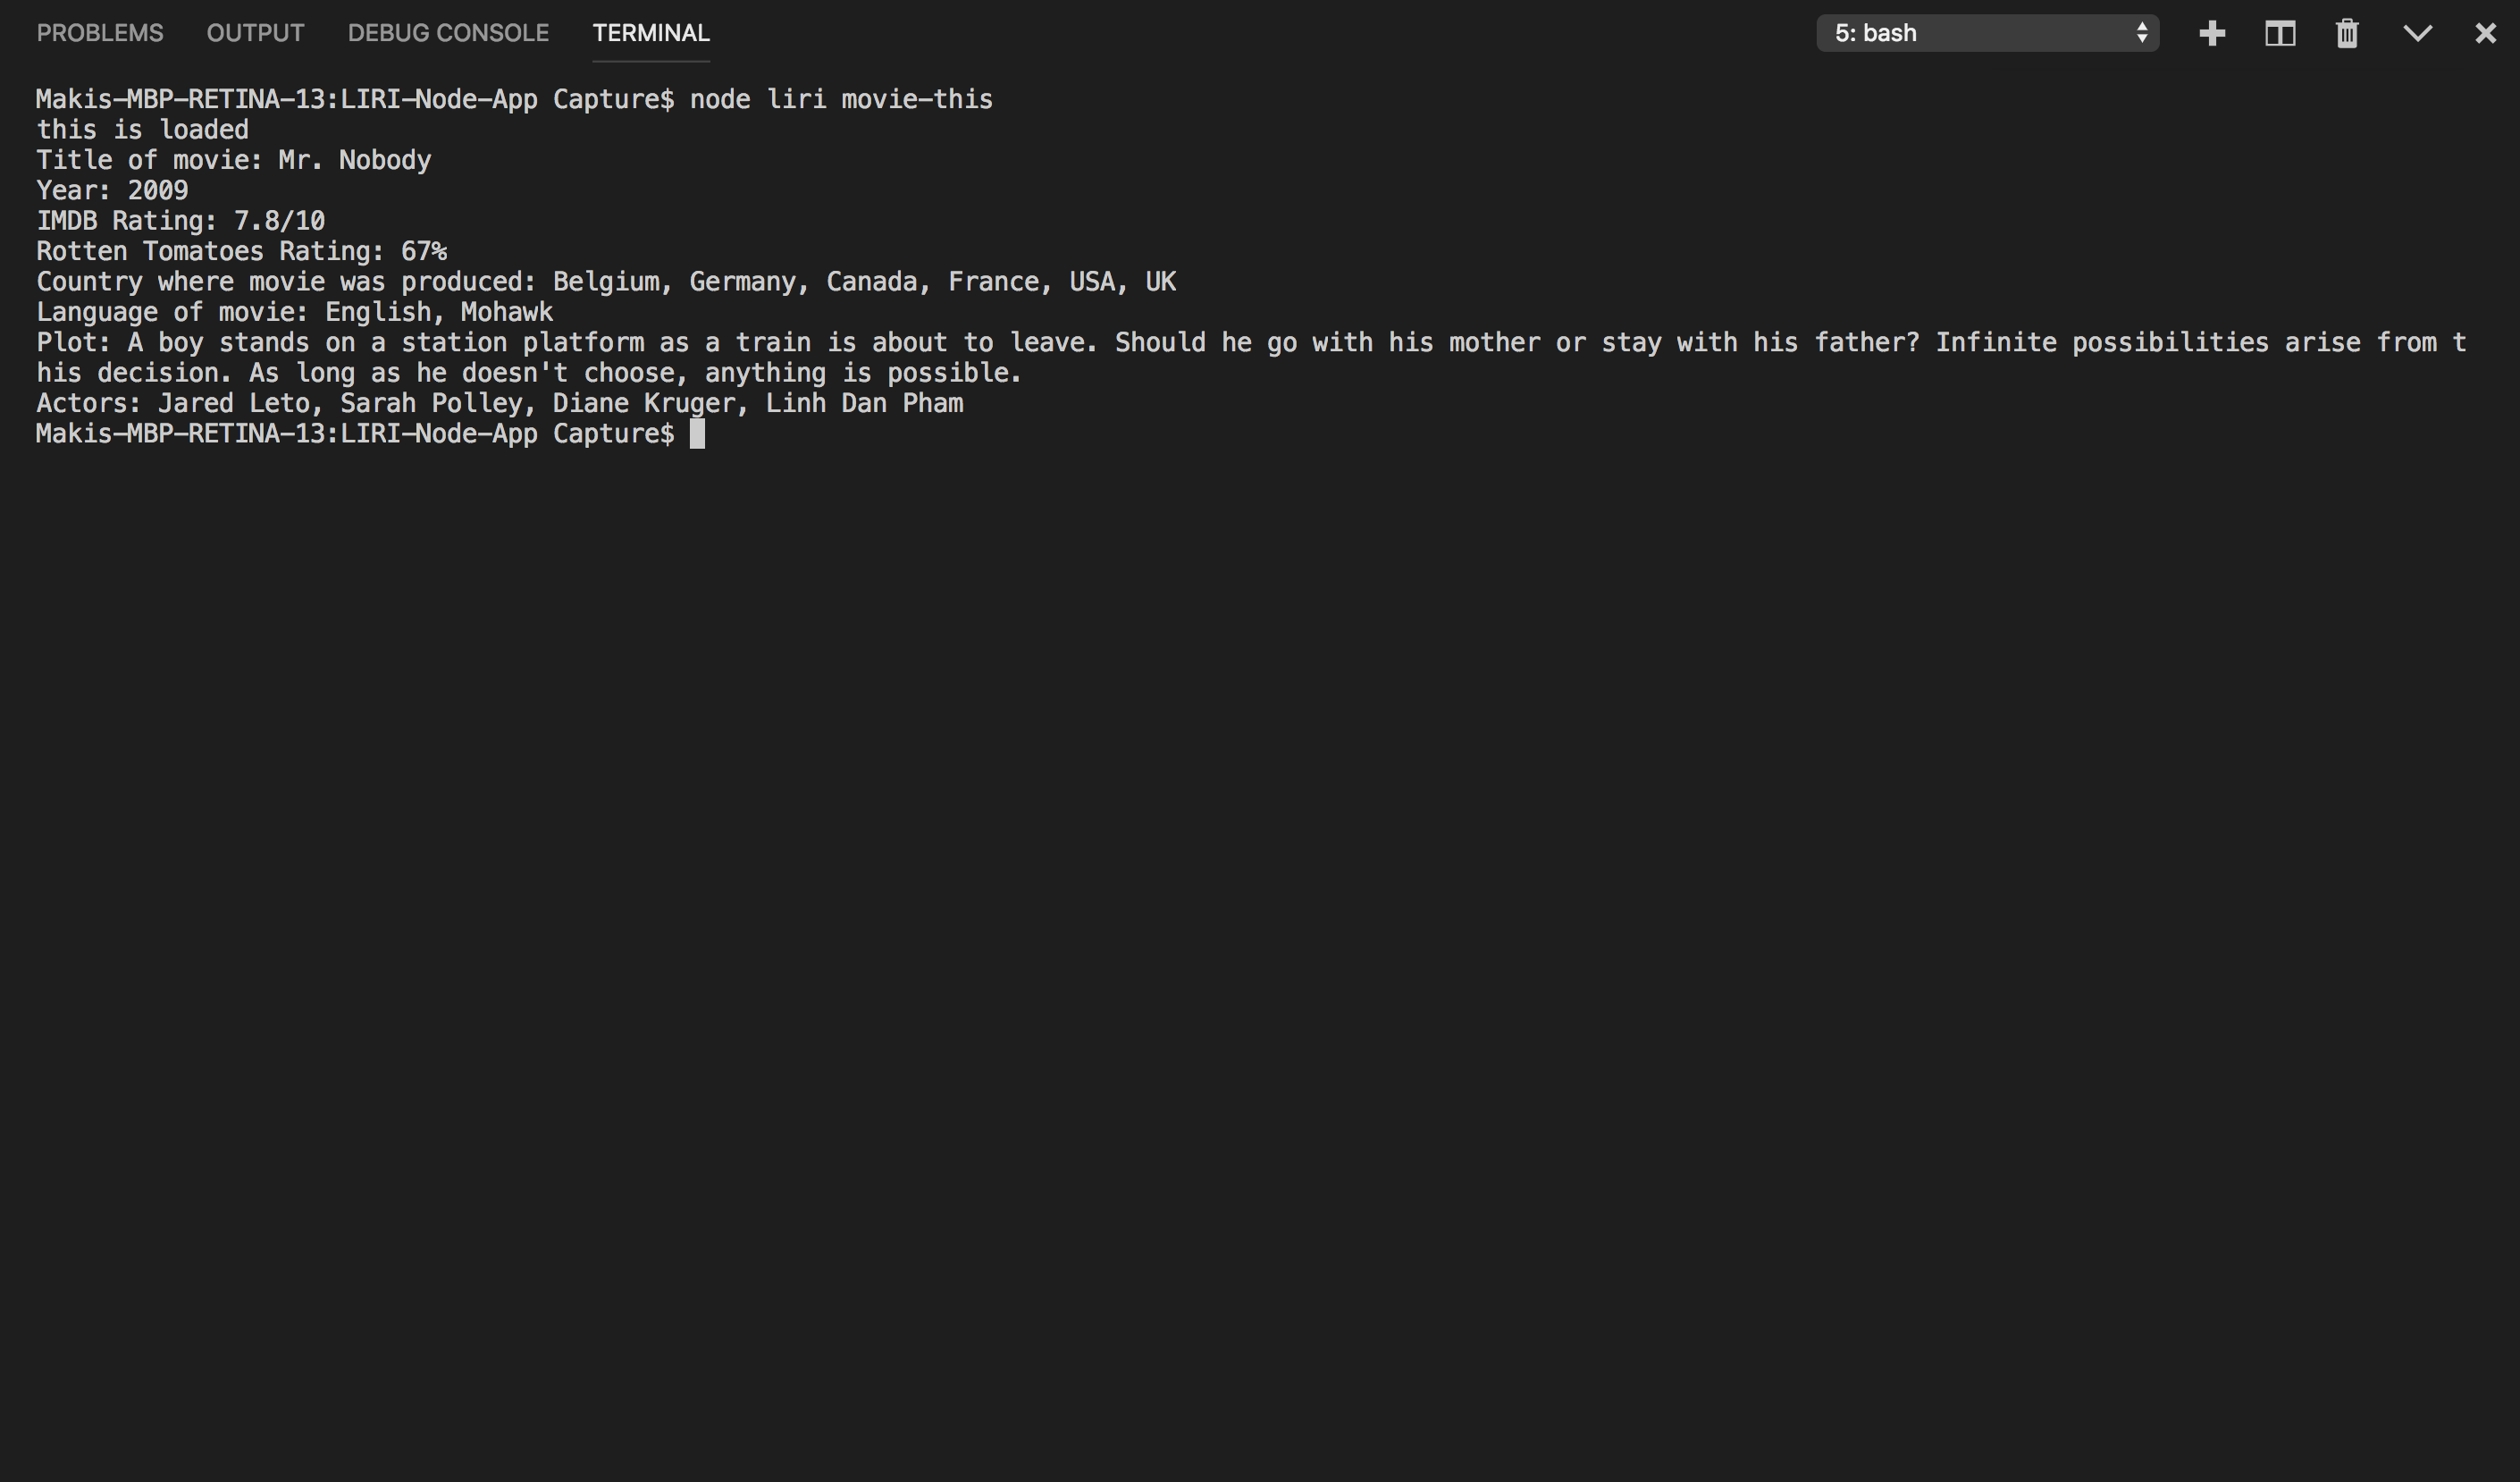 PROBLEMS OUTPUT DEBUG CONSOLE TERMINAL 5: bash
Makis-MBP-RETINA-13:LIRI-Node-App Capture$ node liri movie-this
this is loaded
Title of movie: Mr. Nobody
Year: 2009
IMDB Rating: 7.8/10
Rotten Tomatoes Rating: 67%
Country where movie was produced: Belgium, Germany, Canada, France, USA, UK
Language of movie: English, Mohawk
Plot: A boy stands on a station platform as a train is about to leave. Should he go with his mother or stay with his father? Infinite possibilities arise from t
his decision. As long as he doesn't choose, anything is possible.
Actors: Jared Leto, Sarah Polley, Diane Kruger, Linh Dan Pham
Makis-MBP-RETINA-13:LIRI-Node-App Capture$